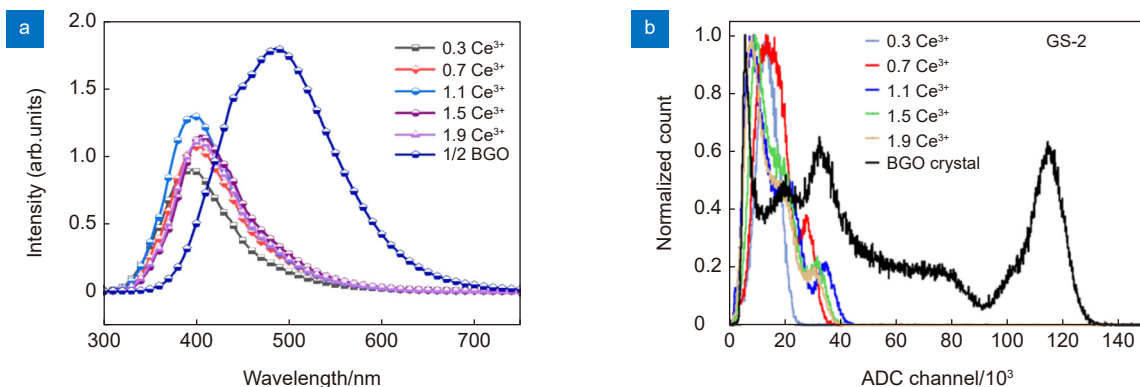 a
2.0
1.5
1.0
0.5
0
300
400
500
600
700
Intensity (arb.units)
Wavelength/nm
0.3 Ce³⁺
0.7 Ce³⁺
1.1 Ce³⁺
1.5 Ce³⁺
1.9 Ce³⁺
1/2 BGO
b
1.0
0.8
0.6
0.4
0.2
0
0
20
40
60
80
100
120
140
Normalized count
ADC channel/10³
0.3 Ce³⁺
0.7 Ce³⁺
1.1 Ce³⁺
1.5 Ce³⁺
1.9 Ce³⁺
BGO crystal
GS-2